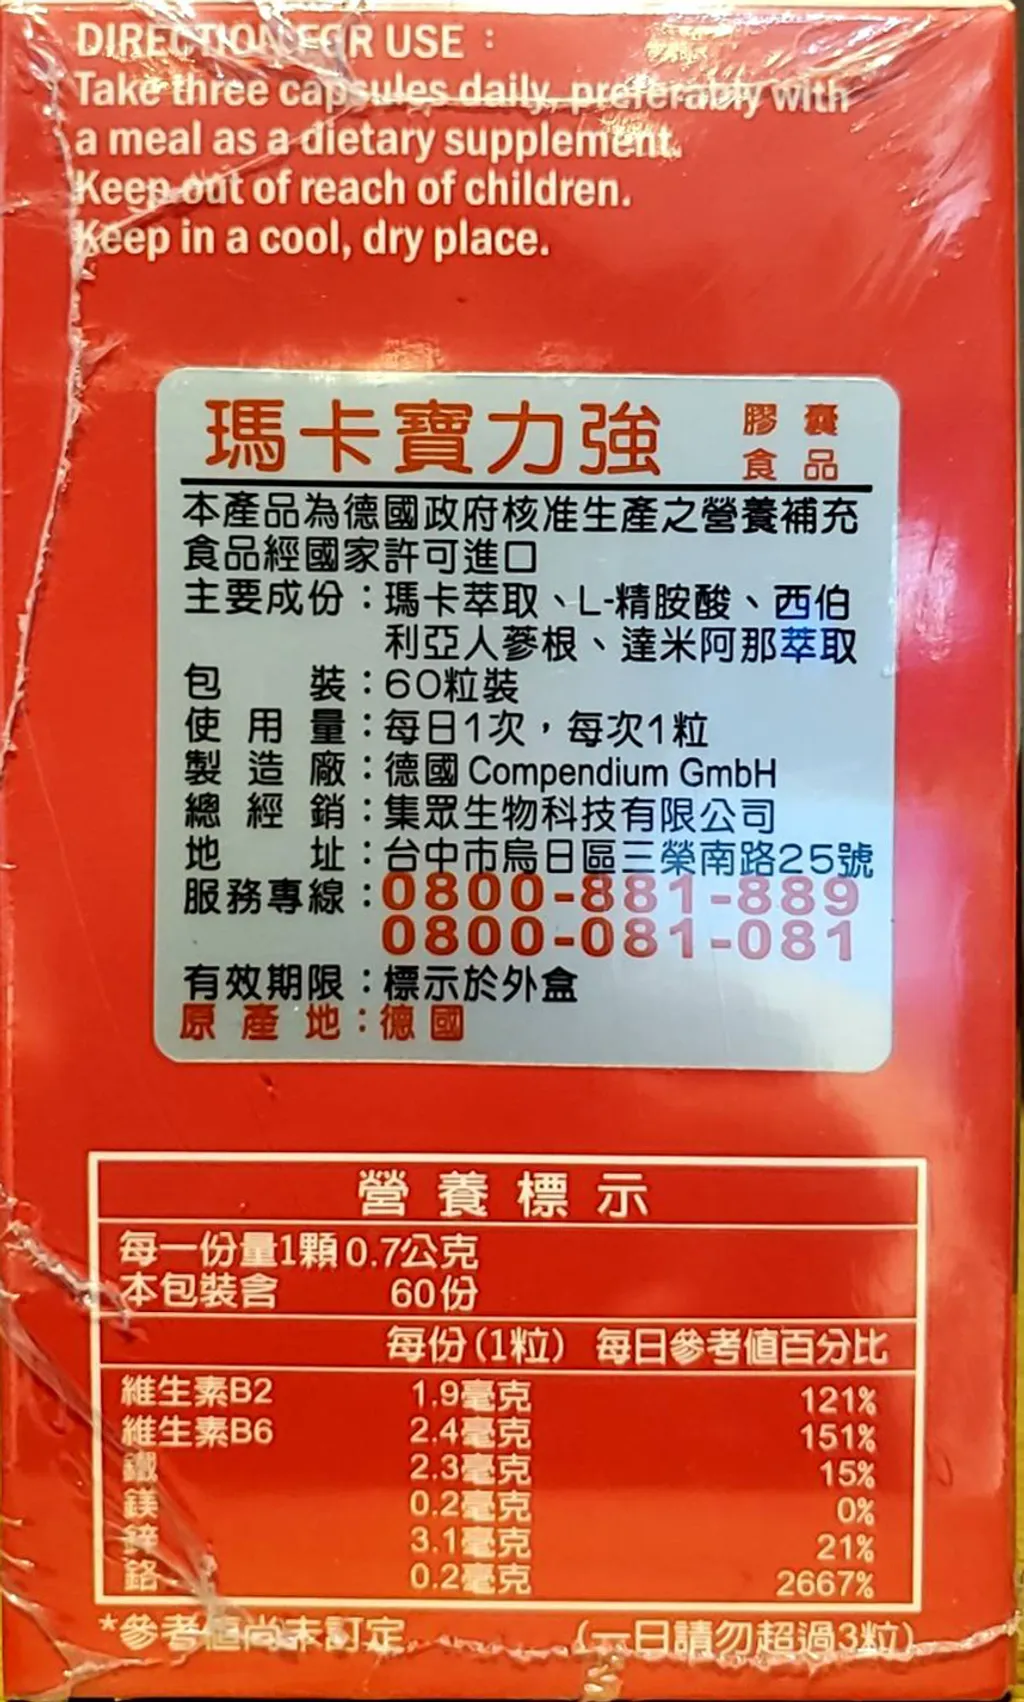 DIRECTION FOR USE：
Take three capsules daily, preferably with
a meal as a dietary supplement.
Keep out of reach of children.
Keep in a cool, dry place.
瑪卡寶力強 膠囊
食品
本產品為德國政府核准生產之營養補充
食品經國家許可進口
主要成份：瑪卡萃取、L-精胺酸、西伯
利亞人蔘根、達米阿那萃取
包 裝：60粒裝
使用量：每日1次，每次1粒
製造廠：德國 Compendium GmbH
總經銷：集眾生物科技有限公司
地 址：台中市烏日區三榮南路25號
服務專線：0800-881-889
0800-081-081
有效期限：標示於外盒
原產地：德國
營養標示
每一份量1顆 0.7公克
本包裝含 60份
每份(1粒) 每日參考值百分比
維生素B2 1.9毫克 121%
維生素B6 2.4毫克 151%
鐵 2.3毫克 15%
鎂 0.2毫克 0%
鋅 3.1毫克 21%
鉻 0.2毫克 2667%
*參考值尚未訂定 (一日請勿超過3粒)